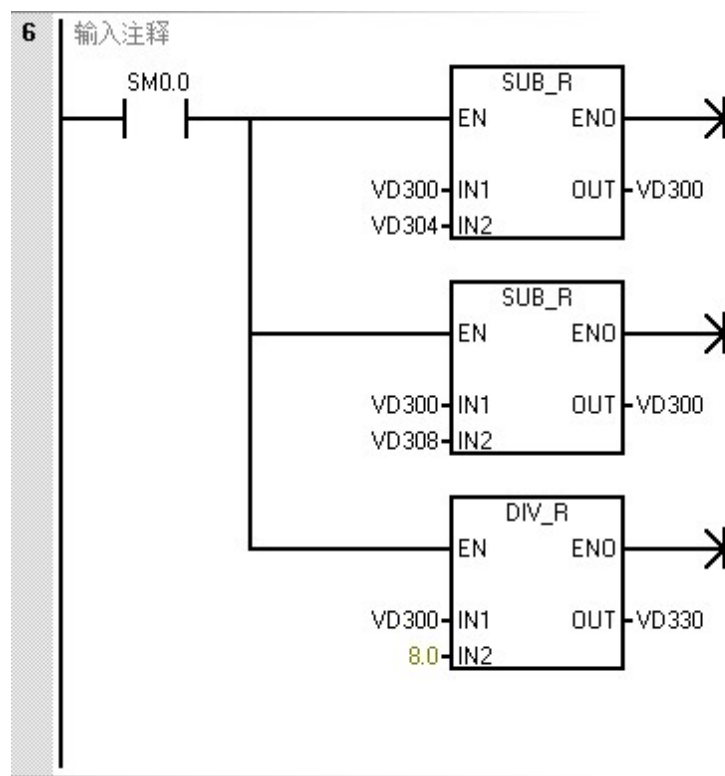 6 输入注释
SM0.0
SUB_R
EN ENO
VD300 IN1 OUT VD300
VD304 IN2
SUB_R
EN ENO
VD300 IN1 OUT VD300
VD308 IN2
DIV_R
EN ENO
VD300 IN1 OUT VD330
8.0 IN2